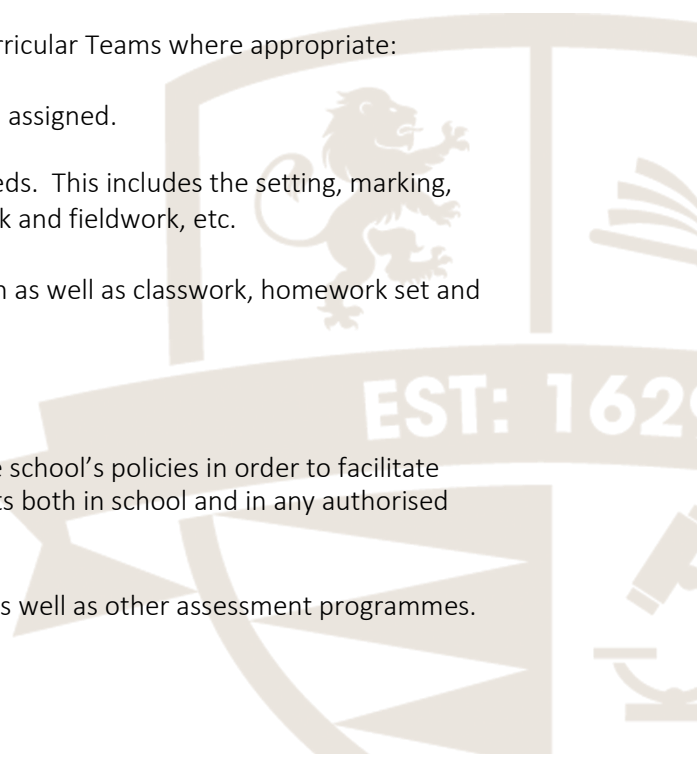 rricular Teams where appropriate:
assigned.
eds. This includes the setting, marking,
k and fieldwork, etc.
n as well as classwork, homework set and
EST: 1629
e school's policies in order to facilitate
ts both in school and in any authorised
s well as other assessment programmes.